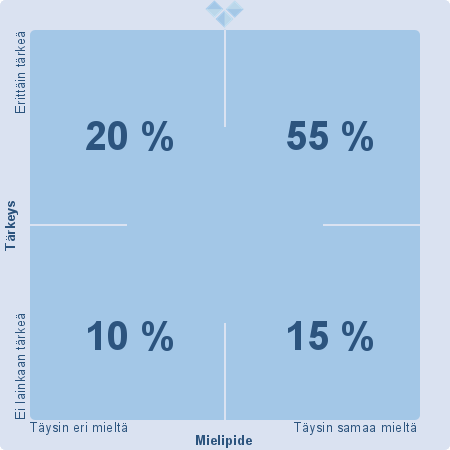 Erittäin tärkeä
20 %
55 %
Tärkeys
Ei lainkaan tärkeä
10 %
15 %
Täysin eri mieltä
Täysin samaa mieltä
Mielipide